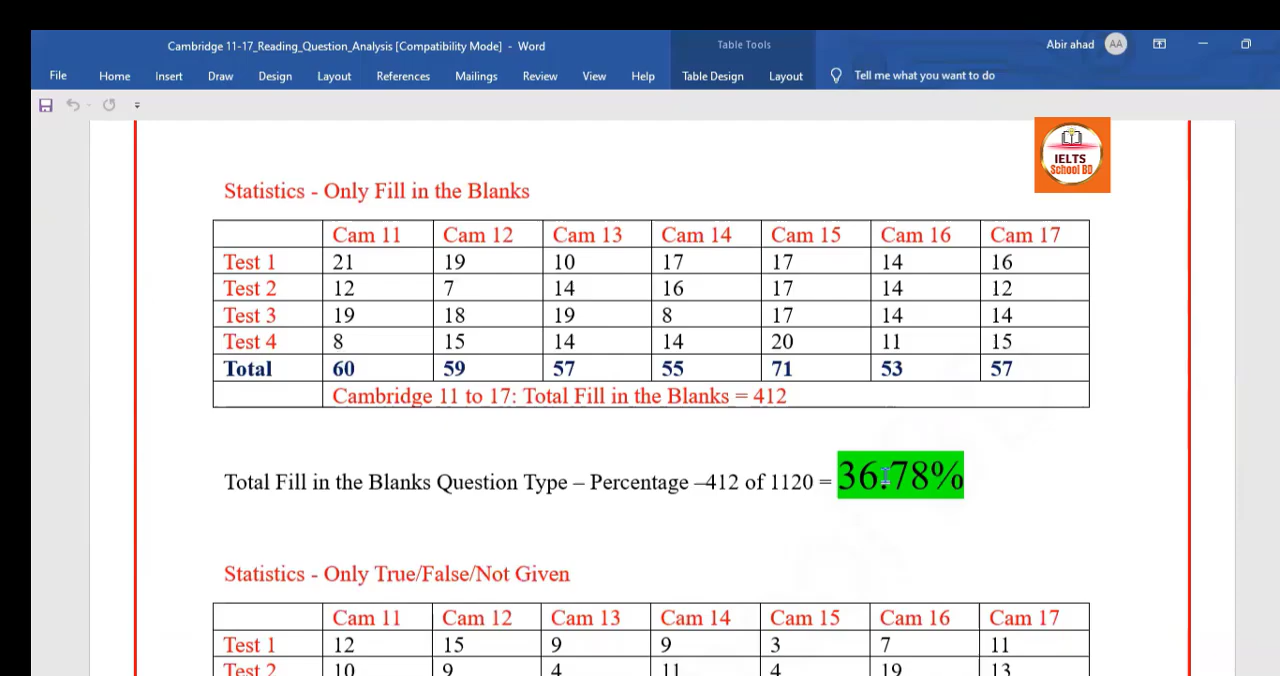 Cambridge 11-17_Reading_Question_Analysis [Compatibility Mode] - Word Table Tools Abir ahad AA
File Home Insert Draw Design Layout References Mailings Review View Help Table Design Layout Tell me what you want to do
IELTS
School BD
Statistics - Only Fill in the Blanks
Cam 11 Cam 12 Cam 13 Cam 14 Cam 15 Cam 16 Cam 17
Test 1 21 19 10 17 17 14 16
Test 2 12 7 14 16 17 14 12
Test 3 19 18 19 8 17 14 14
Test 4 8 15 14 14 20 11 15
Total 60 59 57 55 71 53 57
Cambridge 11 to 17: Total Fill in the Blanks = 412
Total Fill in the Blanks Question Type – Percentage –412 of 1120 = 36.78%
Statistics - Only True/False/Not Given
Cam 11 Cam 12 Cam 13 Cam 14 Cam 15 Cam 16 Cam 17
Test 1 12 15 9 9 3 7 11
Test 2 10 9 4 11 4 19 13